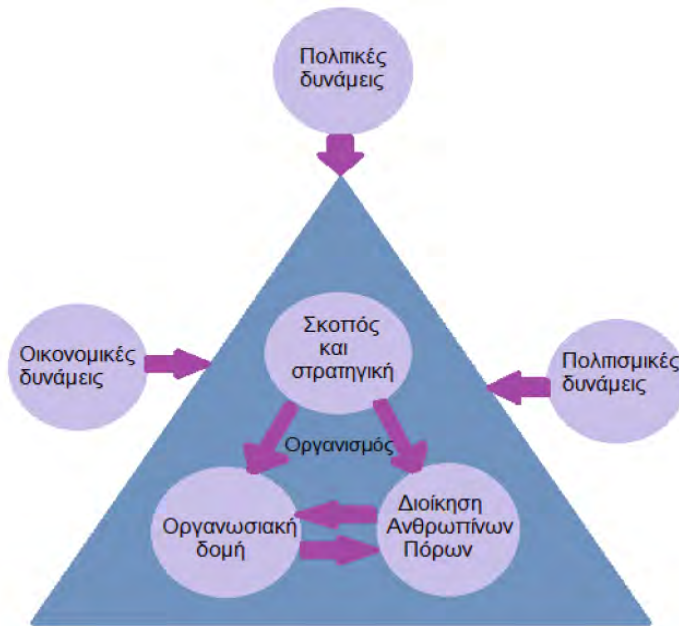 Πολιτικές
δυνάμεις
Οικονομικές
δυνάμεις
Σκοπός
και
στρατηγική
Πολιτισμικές
δυνάμεις
Οργανισμός
Οργανωσιακή
δομή
Διοίκηση
Ανθρωπίνων
Πόρων